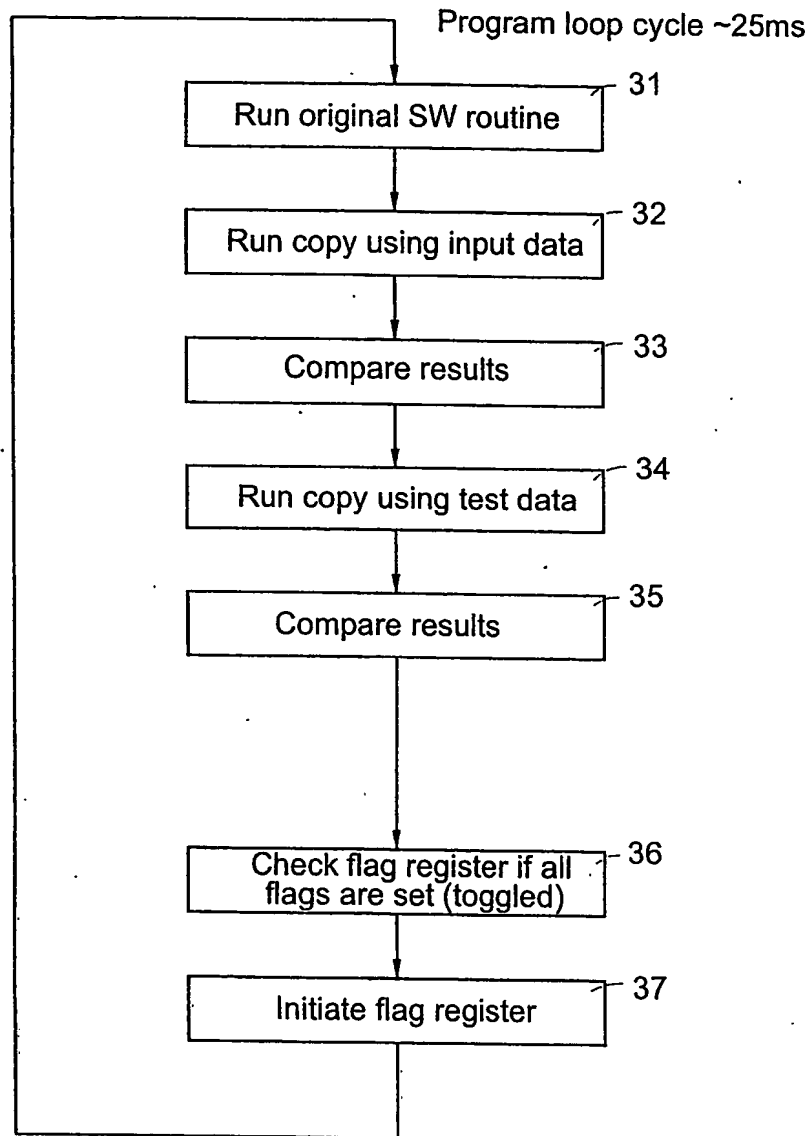 Program loop cycle ~25ms
31
Run original SW routine
32
Run copy using input data
33
Compare results
34
Run copy using test data
35
Compare results
36
Check flag register if all
flags are set (toggled)
37
Initiate flag register